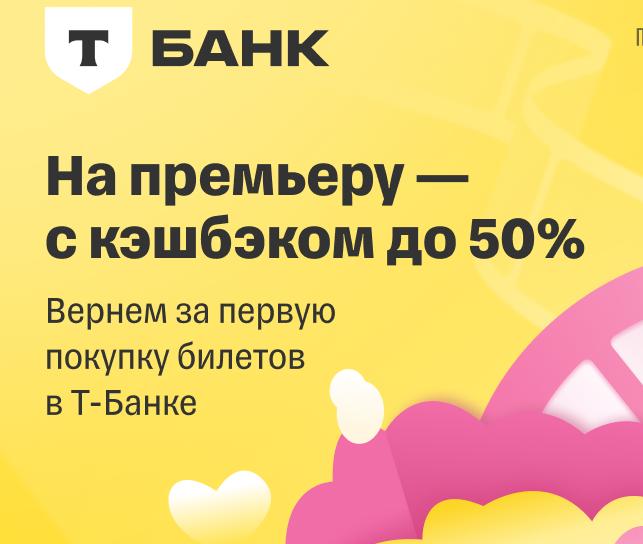 Т БАНК
На премьеру —
с кэшбэком до 50%
Вернем за первую
покупку билетов
в Т-Банке